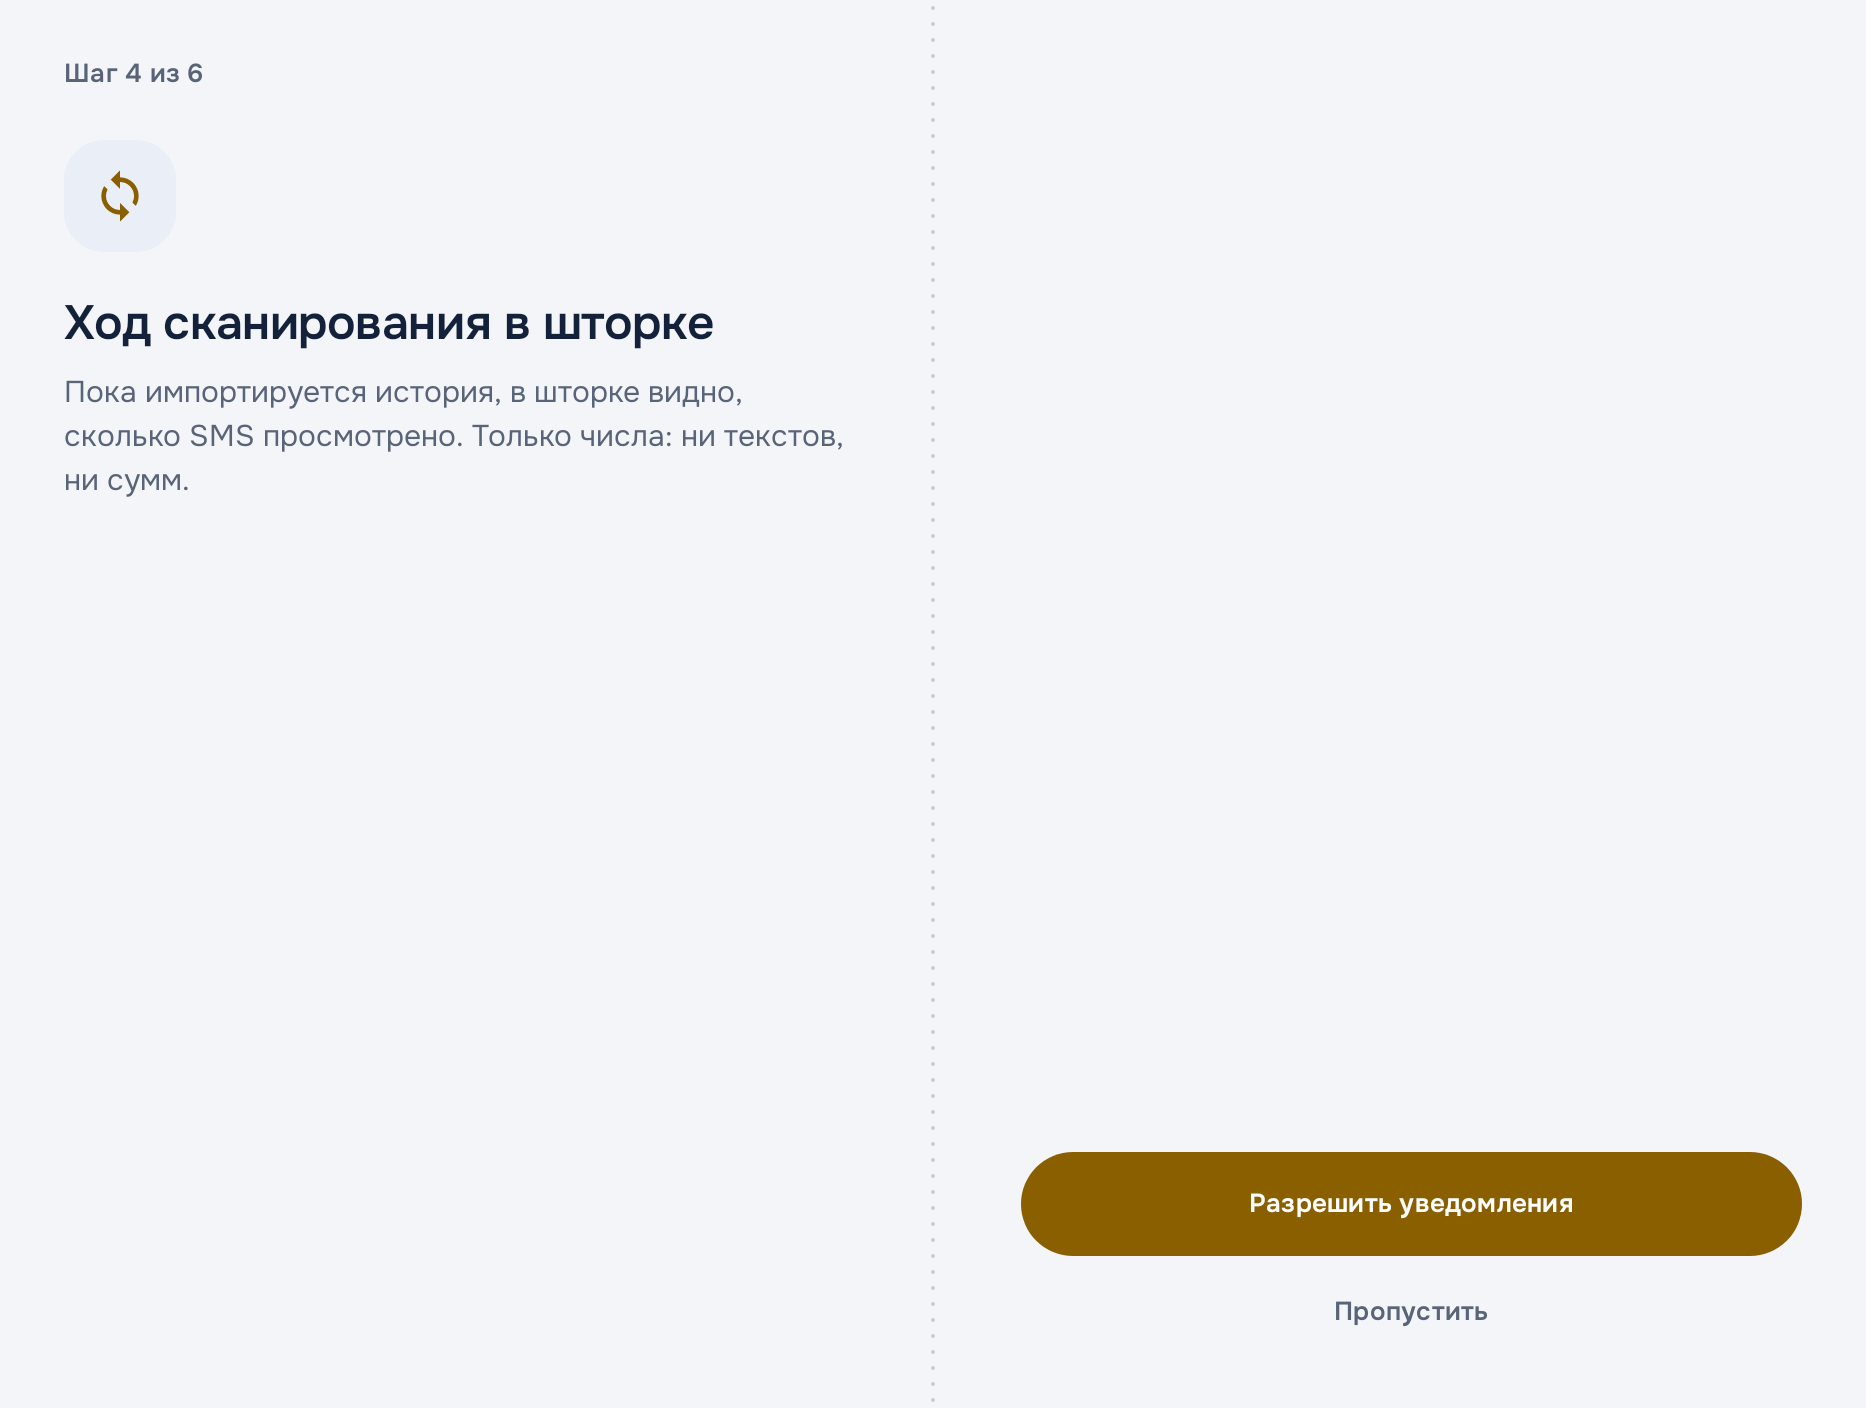 Шаг 4 из 6
Ход сканирования в шторке
Пока импортируется история, в шторке видно,
сколько SMS просмотрено. Только числа: ни текстов,
ни сумм.
Разрешить уведомления
Пропустить